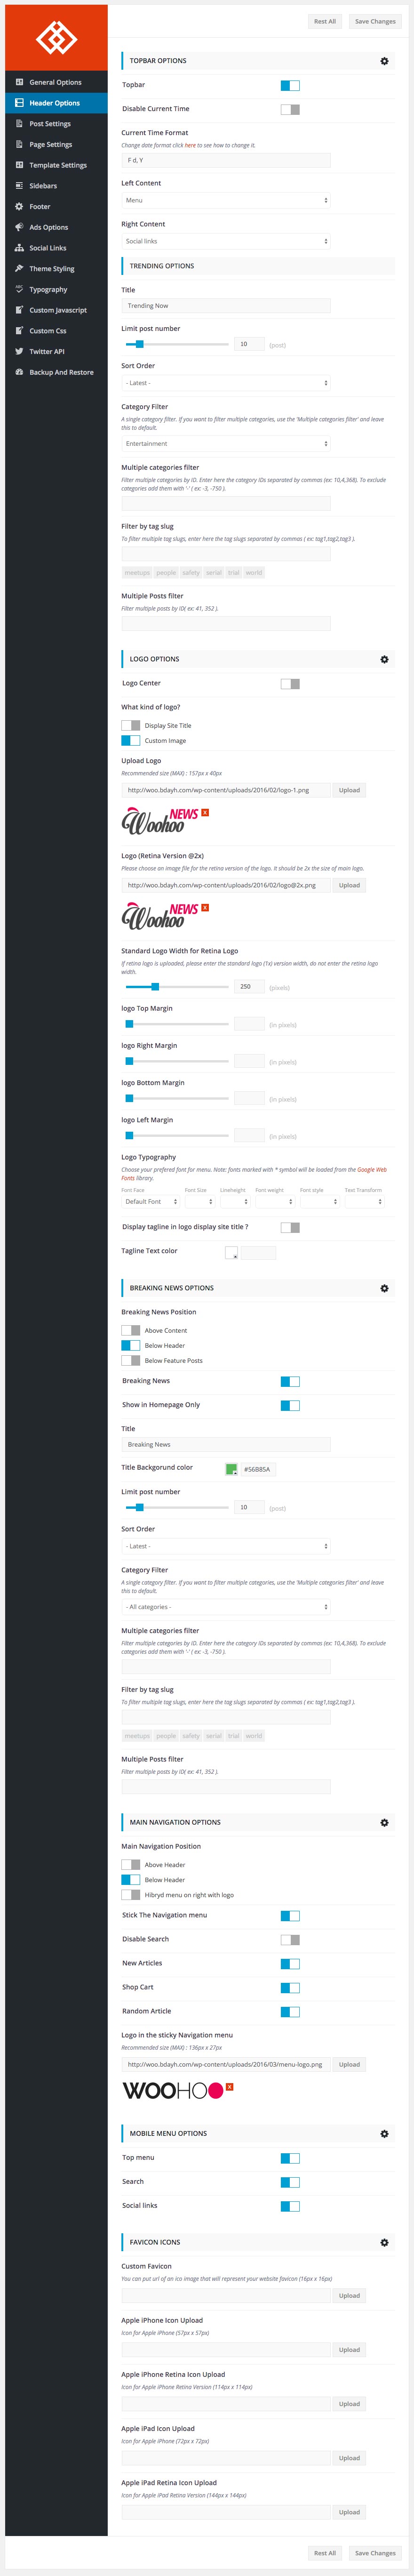 Rest All
Save Changes
General Options
Header Options
Post Settings
Page Settings
Template Settings
Sidebars
Footer
Ads Options
Social Links
Theme Styling
Typography
Custom Javascript
Custom Css
Twitter API
Backup And Restore
TOPBAR OPTIONS
Topbar
Disable Current Time
Current Time Format
Change date format click here to see how to change it.
F d, Y
Left Content
Menu
Right Content
Social links
TRENDING OPTIONS
Title
Trending Now
Limit post number
10 (post)
Sort Order
- Latest -
Category Filter
A single category filter. If you want to filter multiple categories, use the 'Multiple categories filter' and leave
this to default.
Entertainment
Multiple categories filter
Filter multiple categories by ID. Enter here the category IDs separated by commas (ex: 10,4,368). To exclude
categories add them with '-' ( ex: -3, -750 ).
Filter by tag slug
To filter multiple tag slugs, enter here the tag slugs separated by commas ( ex: tag1,tag2,tag3 ).
meetups people safety serial trial world
Multiple Posts filter
Filter multiple posts by ID( ex: 41, 352 ).
LOGO OPTIONS
Logo Center
What kind of logo?
Display Site Title
Custom Image
Upload Logo
Recommended size (MAX) : 157px x 40px
http://woo.bdayh.com/wp-content/uploads/2016/02/logo-1.png Upload
Woohoo NEWS x
Logo (Retina Version @2x)
Please choose an image file for the retina version of the logo. It should be 2x the size of main logo.
http://woo.bdayh.com/wp-content/uploads/2016/02/logo@2x.png Upload
Woohoo NEWS x
Standard Logo Width for Retina Logo
If retina logo is uploaded, please enter the standard logo (1x) version width, do not enter the retina logo
width.
250 (pixels)
logo Top Margin
(in pixels)
logo Right Margin
(in pixels)
logo Bottom Margin
(in pixels)
logo Left Margin
(in pixels)
Logo Typography
Choose your prefered font for menu. Note: fonts marked with * symbol will be loaded from the Google Web
Fonts library.
Font Face Font Size Lineheight Font weight Font style Text Transform
Default Font
Display tagline in logo display site title ?
Tagline Text color
BREAKING NEWS OPTIONS
Breaking News Position
Above Content
Below Header
Below Feature Posts
Breaking News
Show in Homepage Only
Title
Breaking News
Title Backgorund color #56B85A
Limit post number
10 (post)
Sort Order
- Latest -
Category Filter
A single category filter. If you want to filter multiple categories, use the 'Multiple categories filter' and leave
this to default.
- All categories -
Multiple categories filter
Filter multiple categories by ID. Enter here the category IDs separated by commas (ex: 10,4,368). To exclude
categories add them with '-' ( ex: -3, -750 ).
Filter by tag slug
To filter multiple tag slugs, enter here the tag slugs separated by commas ( ex: tag1,tag2,tag3 ).
meetups people safety serial trial world
Multiple Posts filter
Filter multiple posts by ID( ex: 41, 352 ).
MAIN NAVIGATION OPTIONS
Main Navigation Position
Above Header
Below Header
Hibryd menu on right with logo
Stick The Navigation menu
Disable Search
New Articles
Shop Cart
Random Article
Logo in the sticky Navigation menu
Recommended size (MAX) : 136px x 27px
http://woo.bdayh.com/wp-content/uploads/2016/03/menu-logo.png Upload
WOOHOO x
MOBILE MENU OPTIONS
Top menu
Search
Social links
FAVICON ICONS
Custom Favicon
You can put url of an ico image that will represent your website favicon (16px x 16px)
Upload
Apple iPhone Icon Upload
Icon for Apple iPhone (57px x 57px)
Upload
Apple iPhone Retina Icon Upload
Icon for Apple iPhone Retina Version (114px x 114px)
Upload
Apple iPad Icon Upload
Icon for Apple iPhone (72px x 72px)
Upload
Apple iPad Retina Icon Upload
Icon for Apple iPad Retina Version (144px x 144px)
Upload
Rest All
Save Changes